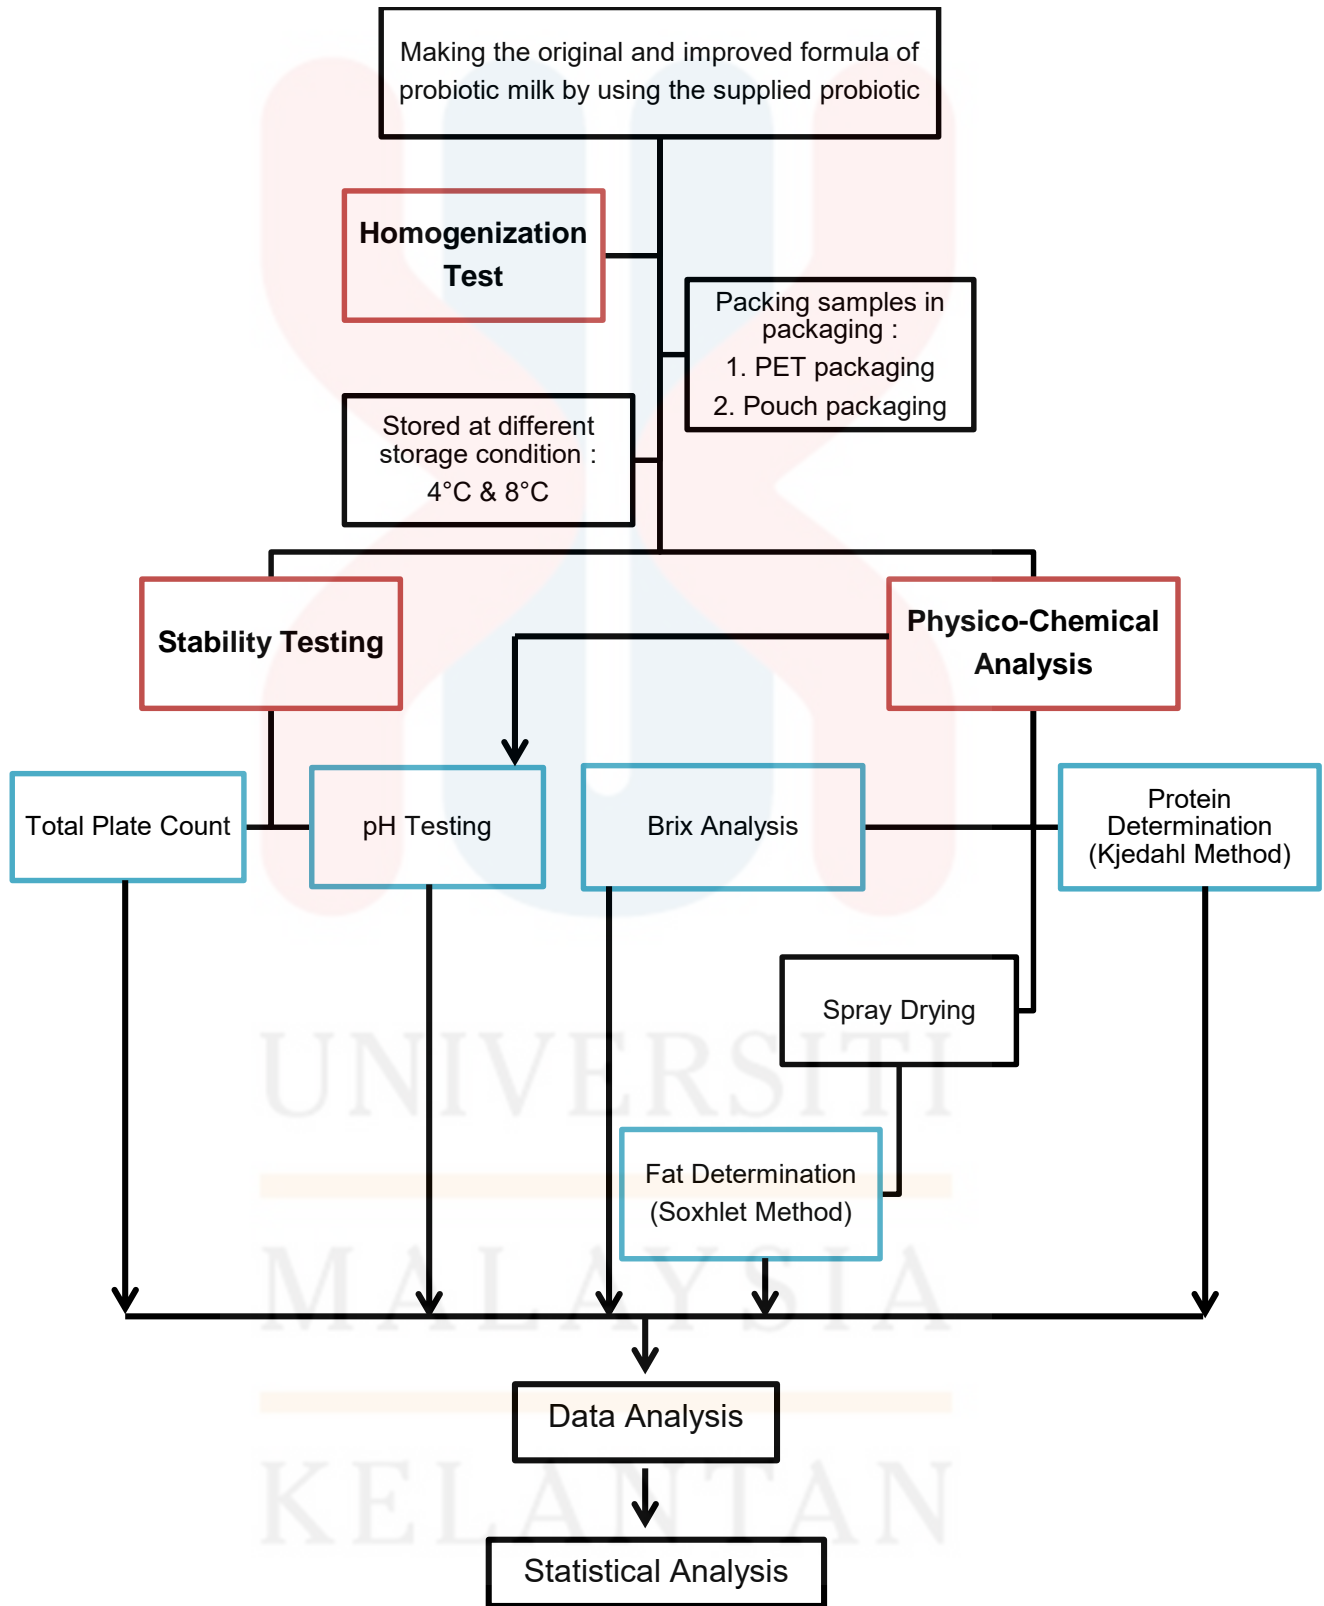 Making the original and improved formula of
probiotic milk by using the supplied probiotic
Homogenization
Test
Packing samples in
packaging :
1. PET packaging
2. Pouch packaging
Stored at different
storage condition :
4°C & 8°C
Stability Testing
Physico-Chemical
Analysis
Total Plate Count
pH Testing
Brix Analysis
Protein
Determination
(Kjedahl Method)
Spray Drying
Fat Determination
(Soxhlet Method)
Data Analysis
Statistical Analysis
UNIVERSITI
MALAYSIA
KELANTAN